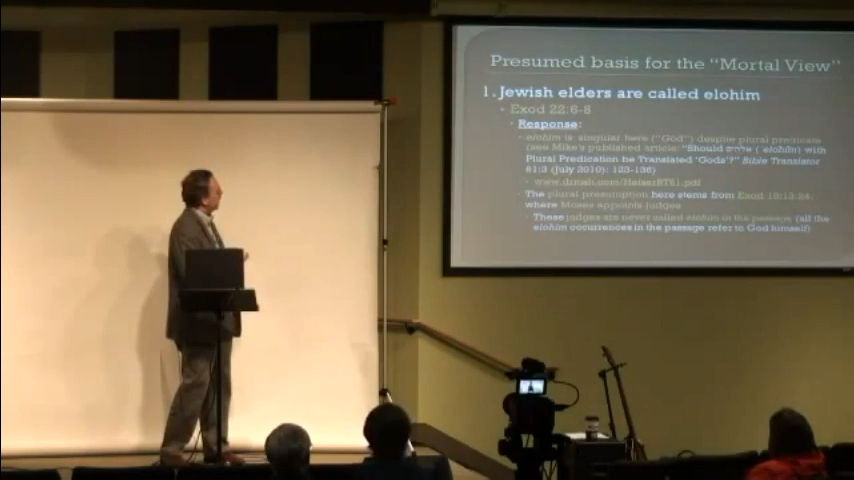 Presumed basis for the “Mortal View”
1. Jewish elders are called elohim
• Exod 22:6-8
• Response:
• elohim is singular here (“God”) despite plural predicate
(see Mike's published article: “Should אלהים (ʾelohim) with
Plural Predication be Translated ‘Gods’?” Bible Translator
61:3 (July 2010): 123-136)
The plural presumption here stems from Exod 18:13-24,
where Moses appoints judges
• These judges are never called elohim in the passage (all the
elohim occurrences in the passage refer to God himself)